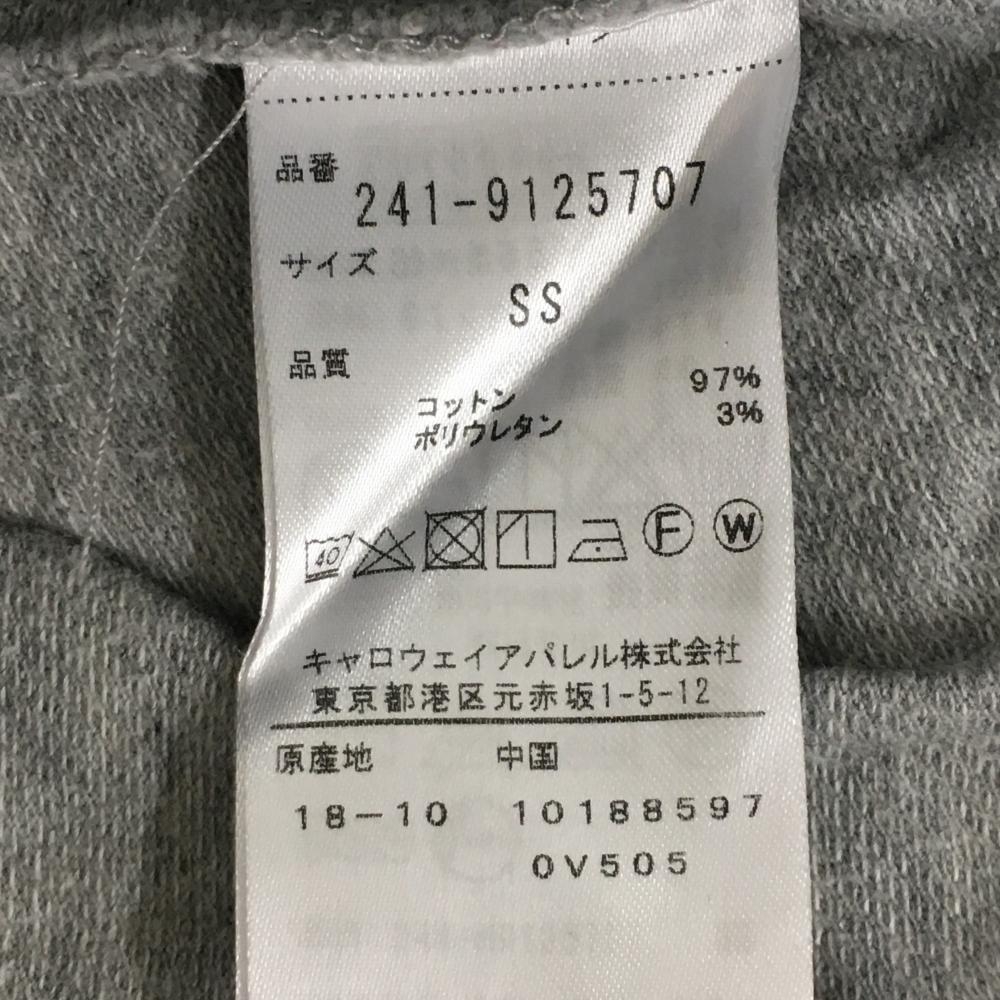 品番
241-9125707
サイズ
SS
品質
コットン 97%
ポリウレタン 3%
40 F W
キャロウェイアパレル株式会社
東京都港区元赤坂1-5-12
原産地 中国
18-10 10188597
0V505